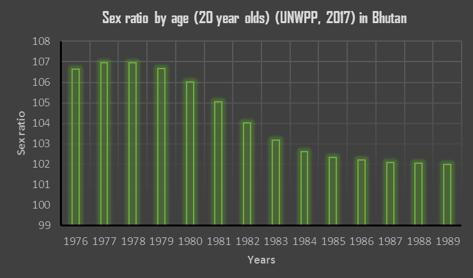 Sex ratio by age (20 year olds) (UNWPP, 2017) in Bhutan
108
107
106
105
104
103
102
101
100
99
Sex ratio
1976 1977 1978 1979 1980 1981 1982 1983 1984 1985 1986 1987 1988 1989
Years